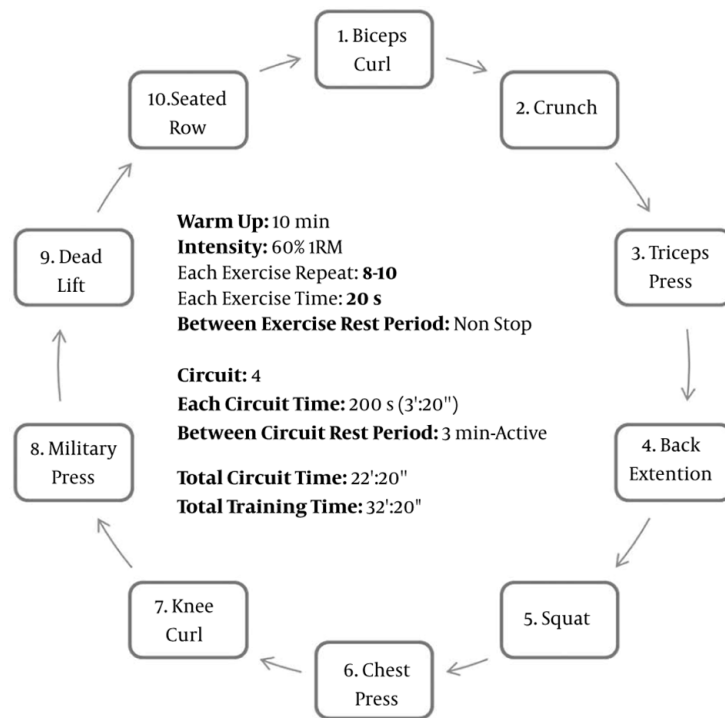 1. Biceps
Curl
2. Crunch
3. Triceps
Press
4. Back
Extention
5. Squat
6. Chest
Press
7. Knee
Curl
8. Military
Press
9. Dead
Lift
10.Seated
Row
Warm Up: 10 min
Intensity: 60% 1RM
Each Exercise Repeat: 8-10
Each Exercise Time: 20 s
Between Exercise Rest Period: Non Stop
Circuit: 4
Each Circuit Time: 200 s (3':20'')
Between Circuit Rest Period: 3 min-Active
Total Circuit Time: 22':20''
Total Training Time: 32':20"